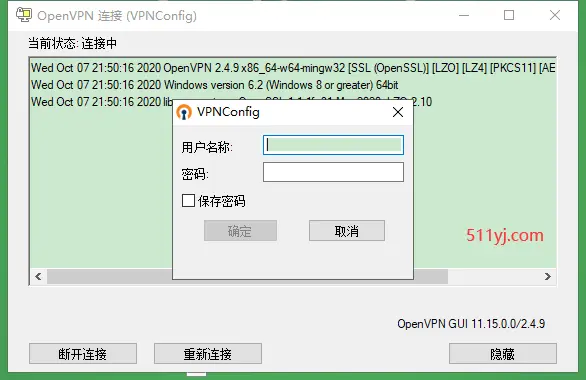 OpenVPN 连接 (VPNConfig)
当前状态: 连接中
Wed Oct 07 21:50:16 2020 OpenVPN 2.4.9 x86_64-w64-mingw32 [SSL (OpenSSL)] [LZO] [LZ4] [PKCS11] [AE
Wed Oct 07 21:50:16 2020 Windows version 6.2 (Windows 8 or greater) 64bit
Wed Oct 07 21:50:16 2020 2.10
VPNConfig
用户名称:
密码:
保存密码
确定 取消
511yj.com
OpenVPN GUI 11.15.0.0/2.4.9
断开连接 重新连接 隐藏